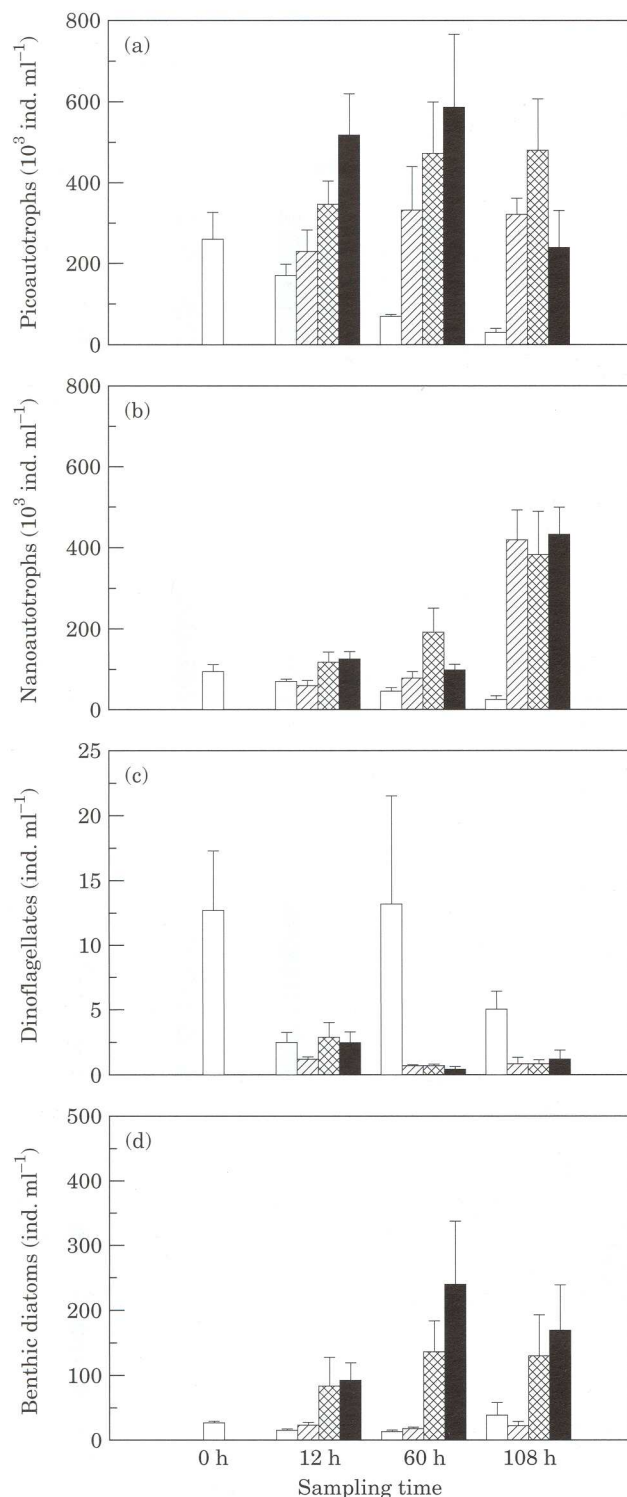 (a)
800
600
400
200
0
Picoautotrophs (10³ ind. ml⁻¹)
(b)
800
600
400
200
0
Nanoautotrophs (10³ ind. ml⁻¹)
(c)
25
20
15
10
5
0
Dinoflagellates (ind. ml⁻¹)
(d)
500
400
300
200
100
0
Benthic diatoms (ind. ml⁻¹)
0 h 12 h 60 h 108 h
Sampling time